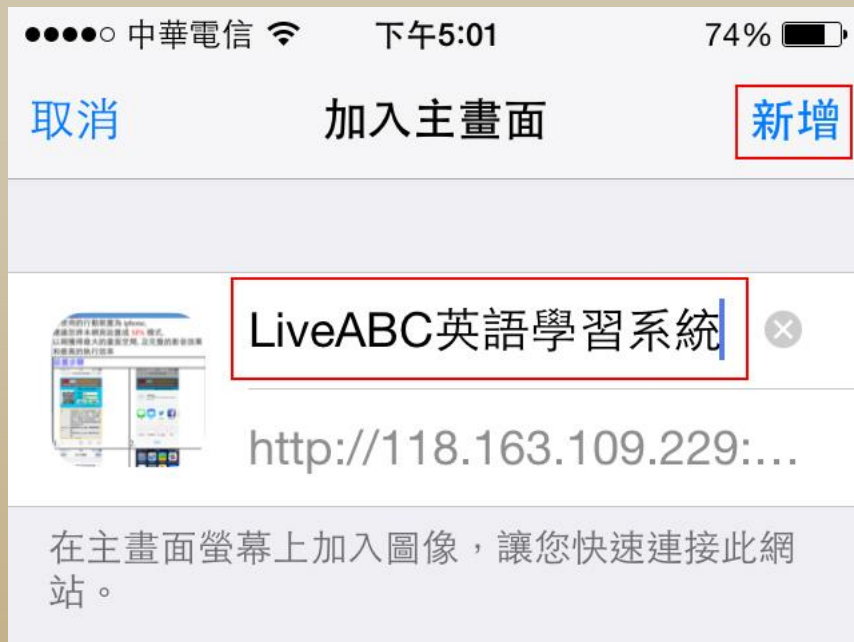 中華電信 下午5:01 74%
取消 加入主畫面 新增
LiveABC英語學習系統
http://118.163.109.229:...
在主畫面螢幕上加入圖像，讓您快速連接此網
站。